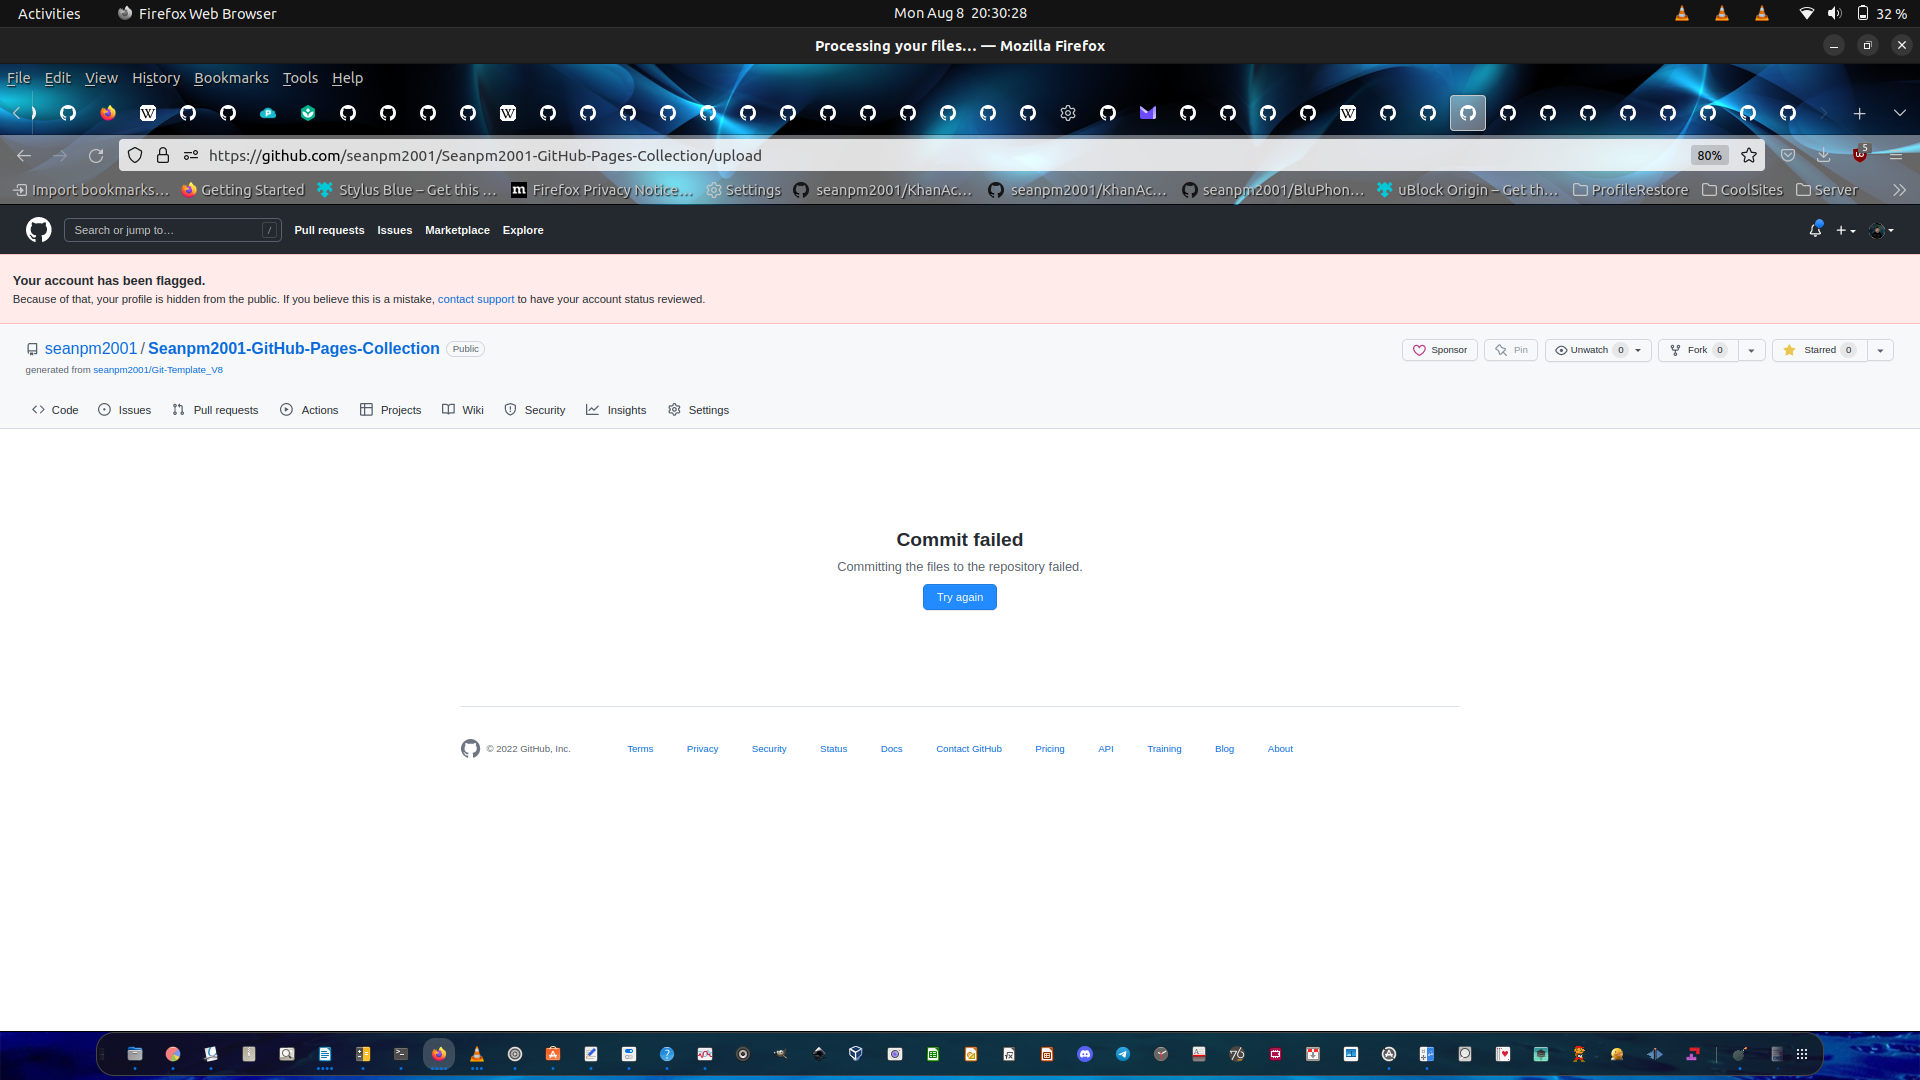 Activities
Firefox Web Browser
Mon Aug 8 20:30:28
32 %
Processing your files… — Mozilla Firefox
File Edit View History Bookmarks Tools Help
https://github.com/seanpm2001/Seanpm2001-GitHub-Pages-Collection/upload
80%
5
Import bookmarks…
Getting Started
Stylus Blue – Get this …
Firefox Privacy Notice…
Settings
seanpm2001/KhanAc…
seanpm2001/KhanAc…
seanpm2001/BluPhon…
uBlock Origin – Get th…
ProfileRestore
CoolSites
Server
Search or jump to…
/
Pull requests Issues Marketplace Explore
Your account has been flagged.
Because of that, your profile is hidden from the public. If you believe this is a mistake, contact support to have your account status reviewed.
seanpm2001 / Seanpm2001-GitHub-Pages-Collection Public
Sponsor
Pin
Unwatch 0
Fork 0
Starred 0
generated from seanpm2001/Git-Template_V8
Code
Issues
Pull requests
Actions
Projects
Wiki
Security
Insights
Settings
Commit failed
Committing the files to the repository failed.
Try again
© 2022 GitHub, Inc.
Terms
Privacy
Security
Status
Docs
Contact GitHub
Pricing
API
Training
Blog
About